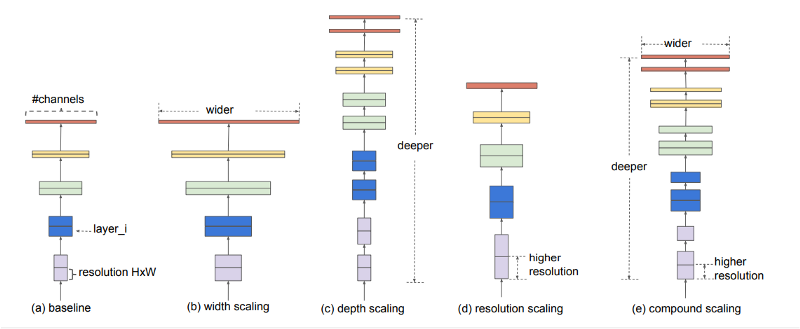 #channels
layer_i
resolution HxW
(a) baseline
wider
(b) width scaling
deeper
(c) depth scaling
higher
resolution
(d) resolution scaling
wider
deeper
higher
resolution
(e) compound scaling